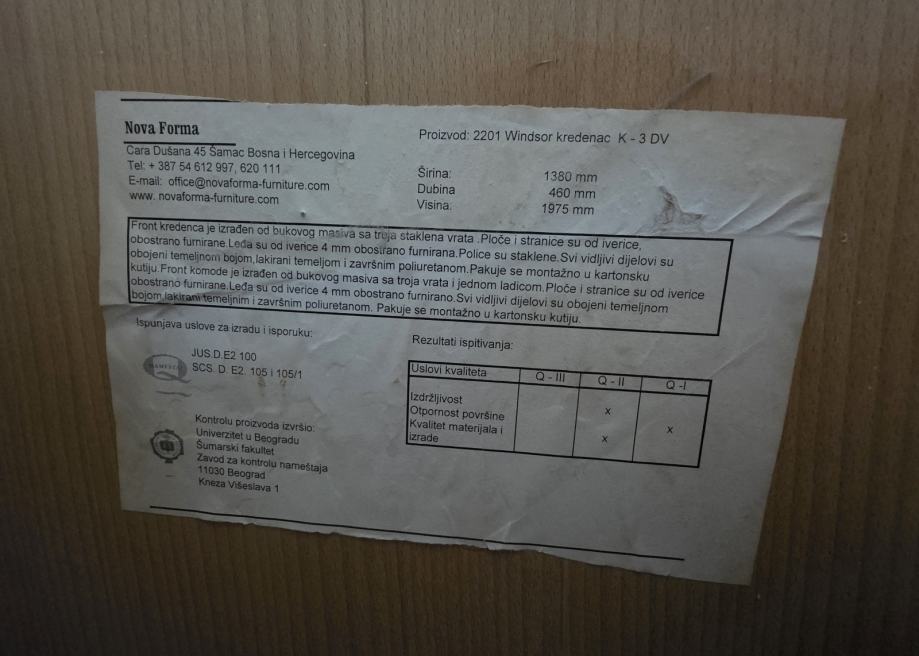 Nova Forma
Cara Dušana 45 Šamac Bosna i Hercegovina
Tel: + 387 54 612 997, 620 111
E-mail: office@novaforma-furniture.com
www. novaforma-furniture.com
Proizvod: 2201 Windsor kredenac K - 3 DV
Širina: 1380 mm
Dubina 460 mm
Visina. 1975 mm
Front kredenca je izrađen od bukovog masiva sa troja staklena vrata .Ploče i stranice su od iverice,
obostrano furnirane.Leđa su od iverice 4 mm obostrano furnirana.Police su staklene.Svi vidljivi dijelovi su
obojeni temeljnom bojom,lakirani temeljom i završnim poliuretanom.Pakuje se montažno u kartonsku
kutiju.Front komode je izrađen od bukovog masiva sa troja vrata i jednom ladicom.Ploče i stranice su od iverice
obostrano furnirane.Leđa su od iverice 4 mm obostrano furnirano.Svi vidljivi dijelovi su obojeni temeljnom
bojom,lakirani temeljnim i završnim poliuretanom. Pakuje se montažno u kartonsku kutiju.
Ispunjava uslove za izradu i isporuku:
JUS.D.E2 100
SCS. D. E2. 105 i 105/1
Kontrolu proizvoda izvršio:
Univerzitet u Beogradu
Šumarski fakultet
Zavod za kontrolu nameštaja
11030 Beograd
Kneza Višeslava 1
Rezultati ispitivanja:
Uslovi kvaliteta Q - III Q - II Q -I
Izdržljivost x
Otpornost površine x
Kvalitet materijala i
izrade x